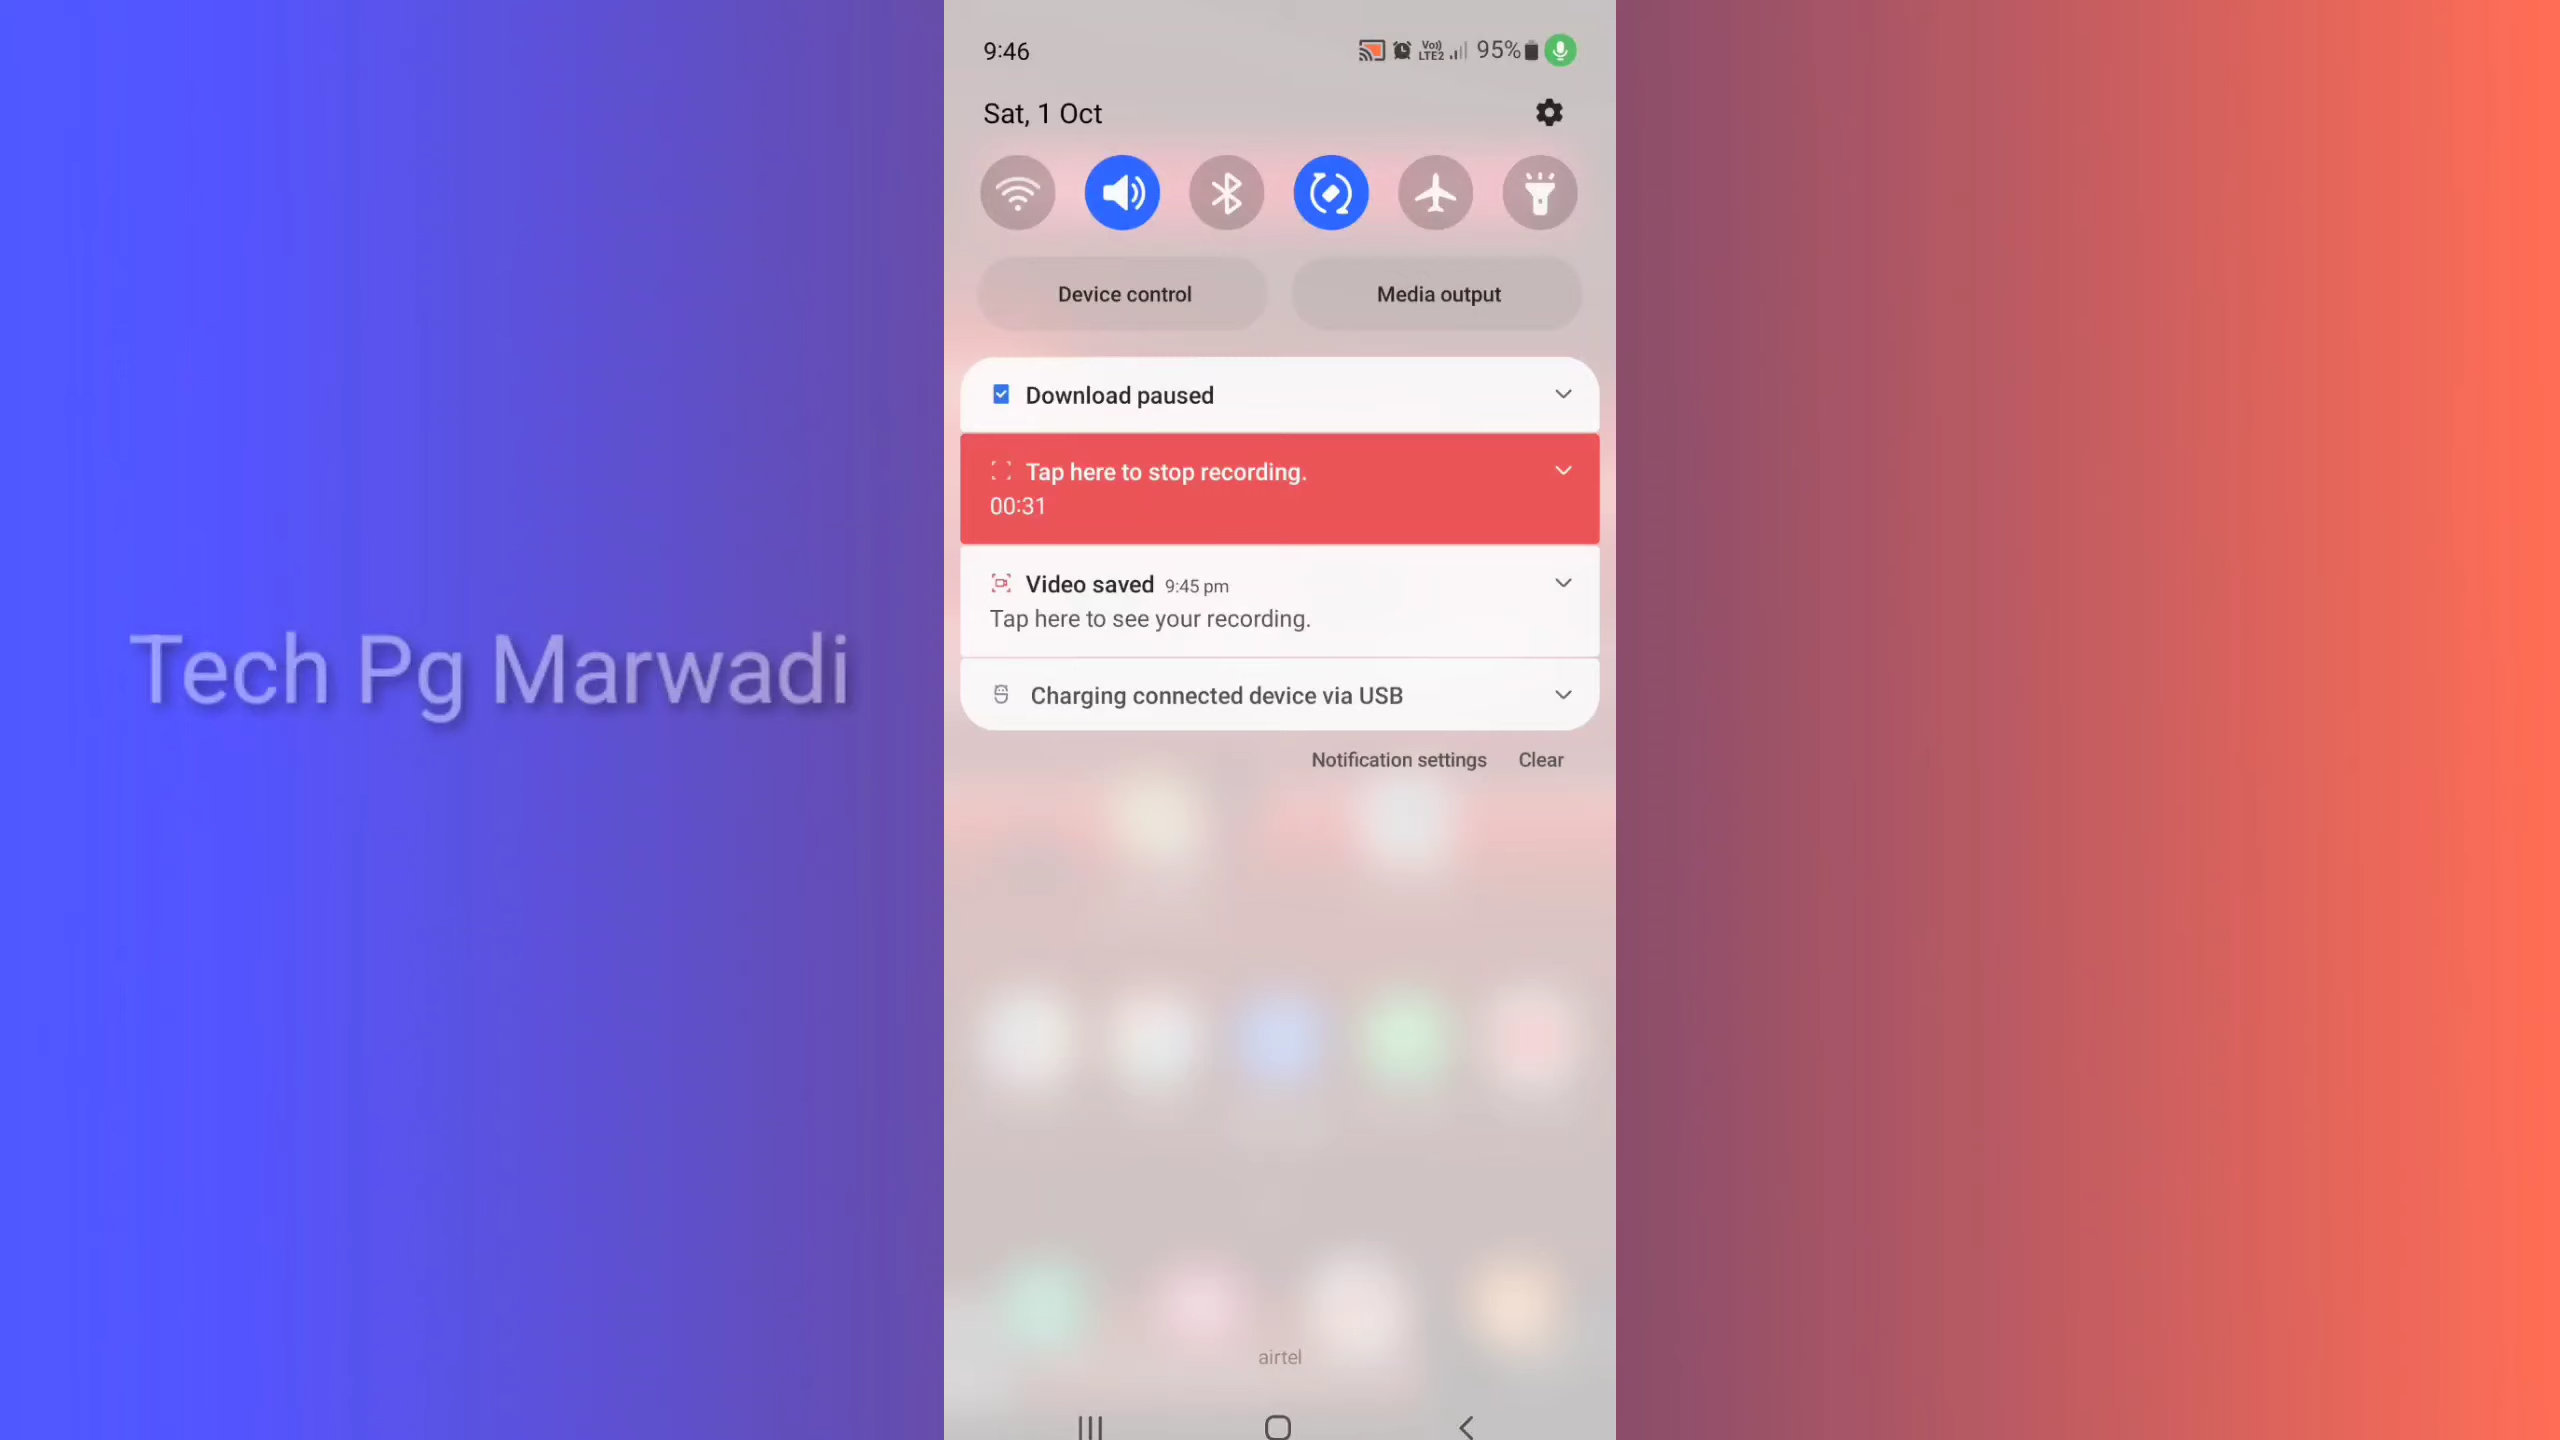 9:46
Vo)) LTE2 95%
Sat, 1 Oct
Device control
Media output
Download paused
Tap here to stop recording.
00:31
Video saved 9:45 pm
Tap here to see your recording.
Charging connected device via USB
Notification settings Clear
Tech Pg Marwadi
airtel